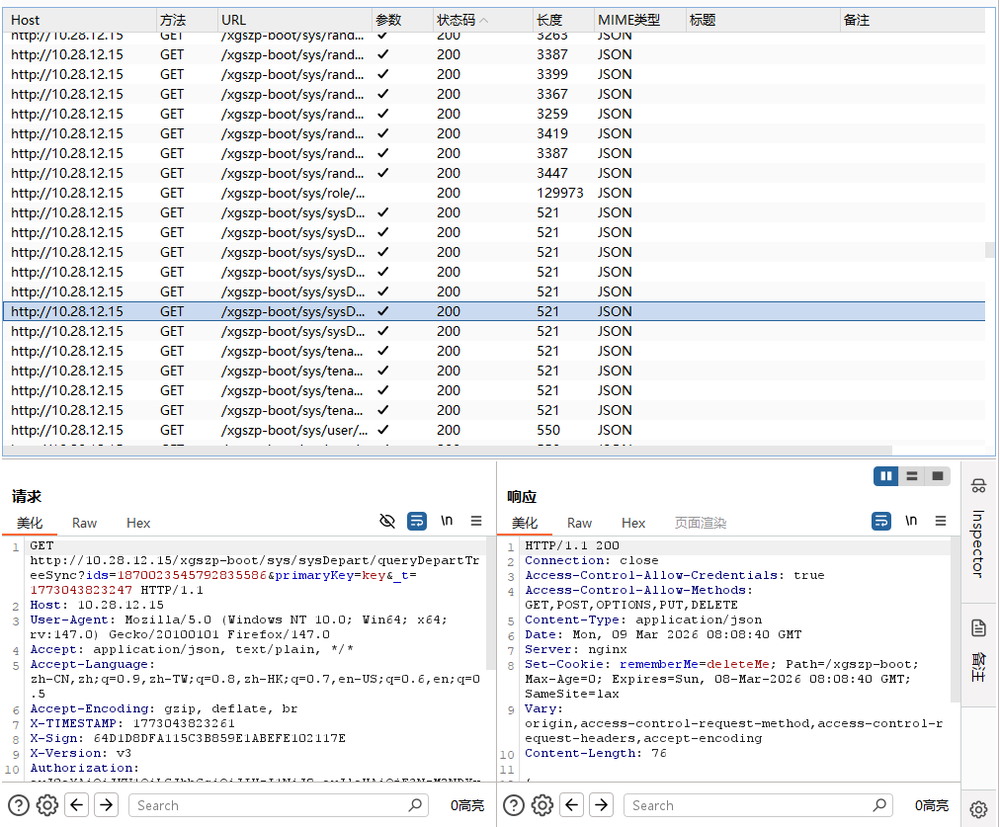 Host 方法 URL 参数 状态码 长度 MIME类型 标题 备注
http://10.28.12.15 GET /xgszp-boot/sys/rand... ✓ 200 3263 JSON
http://10.28.12.15 GET /xgszp-boot/sys/rand... ✓ 200 3387 JSON
http://10.28.12.15 GET /xgszp-boot/sys/rand... ✓ 200 3399 JSON
http://10.28.12.15 GET /xgszp-boot/sys/rand... ✓ 200 3367 JSON
http://10.28.12.15 GET /xgszp-boot/sys/rand... ✓ 200 3259 JSON
http://10.28.12.15 GET /xgszp-boot/sys/rand... ✓ 200 3419 JSON
http://10.28.12.15 GET /xgszp-boot/sys/rand... ✓ 200 3387 JSON
http://10.28.12.15 GET /xgszp-boot/sys/rand... ✓ 200 3447 JSON
http://10.28.12.15 GET /xgszp-boot/sys/role/... 200 129973 JSON
http://10.28.12.15 GET /xgszp-boot/sys/sysD... ✓ 200 521 JSON
http://10.28.12.15 GET /xgszp-boot/sys/sysD... ✓ 200 521 JSON
http://10.28.12.15 GET /xgszp-boot/sys/sysD... ✓ 200 521 JSON
http://10.28.12.15 GET /xgszp-boot/sys/sysD... ✓ 200 521 JSON
http://10.28.12.15 GET /xgszp-boot/sys/sysD... ✓ 200 521 JSON
http://10.28.12.15 GET /xgszp-boot/sys/sysD... ✓ 200 521 JSON
http://10.28.12.15 GET /xgszp-boot/sys/sysD... ✓ 200 521 JSON
http://10.28.12.15 GET /xgszp-boot/sys/tena... ✓ 200 521 JSON
http://10.28.12.15 GET /xgszp-boot/sys/tena... ✓ 200 521 JSON
http://10.28.12.15 GET /xgszp-boot/sys/tena... ✓ 200 521 JSON
http://10.28.12.15 GET /xgszp-boot/sys/tena... ✓ 200 521 JSON
http://10.28.12.15 GET /xgszp-boot/sys/user/... ✓ 200 550 JSON
请求
美化 Raw Hex \n
1 GET
http://10.28.12.15/xgszp-boot/sys/sysDepart/queryDepartTr
eeSync?ids=1870023545792835586&primaryKey=key&_t=
1773043823247 HTTP/1.1
2 Host: 10.28.12.15
3 User-Agent: Mozilla/5.0 (Windows NT 10.0; Win64; x64;
rv:147.0) Gecko/20100101 Firefox/147.0
4 Accept: application/json, text/plain, */*
5 Accept-Language:
zh-CN,zh;q=0.9,zh-TW;q=0.8,zh-HK;q=0.7,en-US;q=0.6,en;q=0
.5
6 Accept-Encoding: gzip, deflate, br
7 X-TIMESTAMP: 1773043823261
8 X-Sign: 64D1D8DFA115C3B859E1ABEFE102117E
9 X-Version: v3
10 Authorization:
Search 0高亮
响应
美化 Raw Hex 页面渲染 \n
1 HTTP/1.1 200
2 Connection: close
3 Access-Control-Allow-Credentials: true
4 Access-Control-Allow-Methods:
GET,POST,OPTIONS,PUT,DELETE
5 Content-Type: application/json
6 Date: Mon, 09 Mar 2026 08:08:40 GMT
7 Server: nginx
8 Set-Cookie: rememberMe=deleteMe; Path=/xgszp-boot;
Max-Age=0; Expires=Sun, 08-Mar-2026 08:08:40 GMT;
SameSite=lax
9 Vary:
origin,access-control-request-method,access-control-r
equest-headers,accept-encoding
10 Content-Length: 76
11
Search 0高亮
Inspector
备注